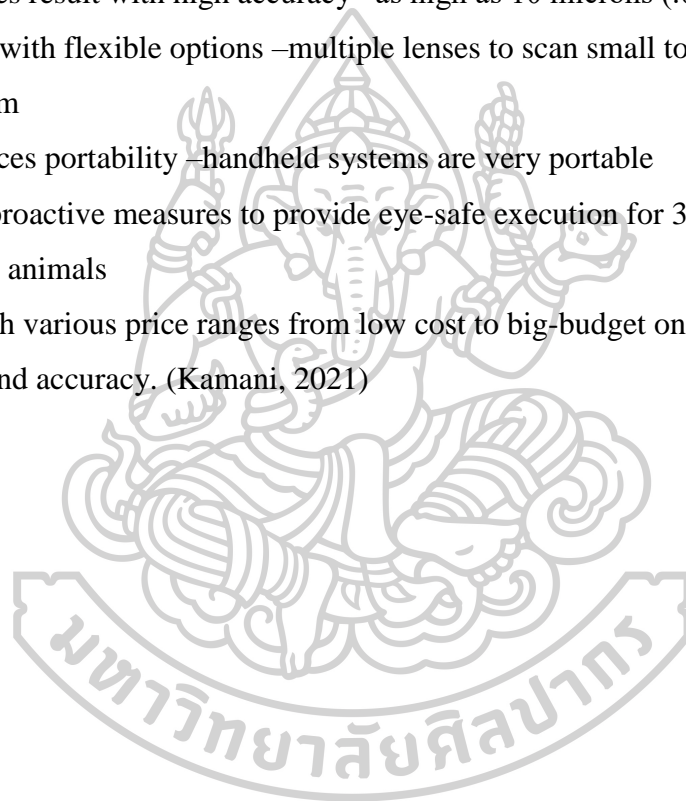 es result with high accuracy –as high as 10 microns (.
with flexible options –multiple lenses to scan small to
m
ces portability –handheld systems are very portable
proactive measures to provide eye-safe execution for 3
animals
h various price ranges from low cost to big-budget on
nd accuracy. (Kamani, 2021)
มหาวิทยาลัยศิลปากร